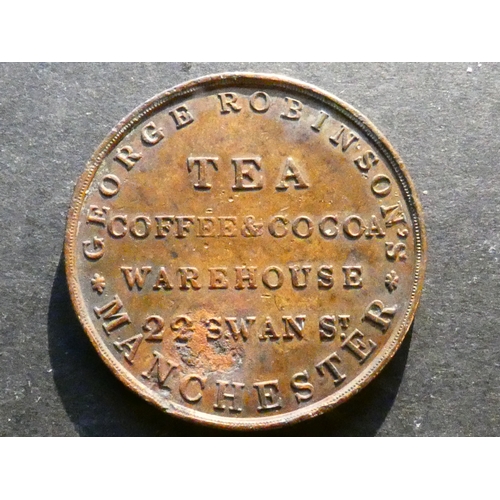 GEORGE ROBINSON'S
TEA
COFFEE & COCOA
WAREHOUSE
22 SWAN ST
MANCHESTER